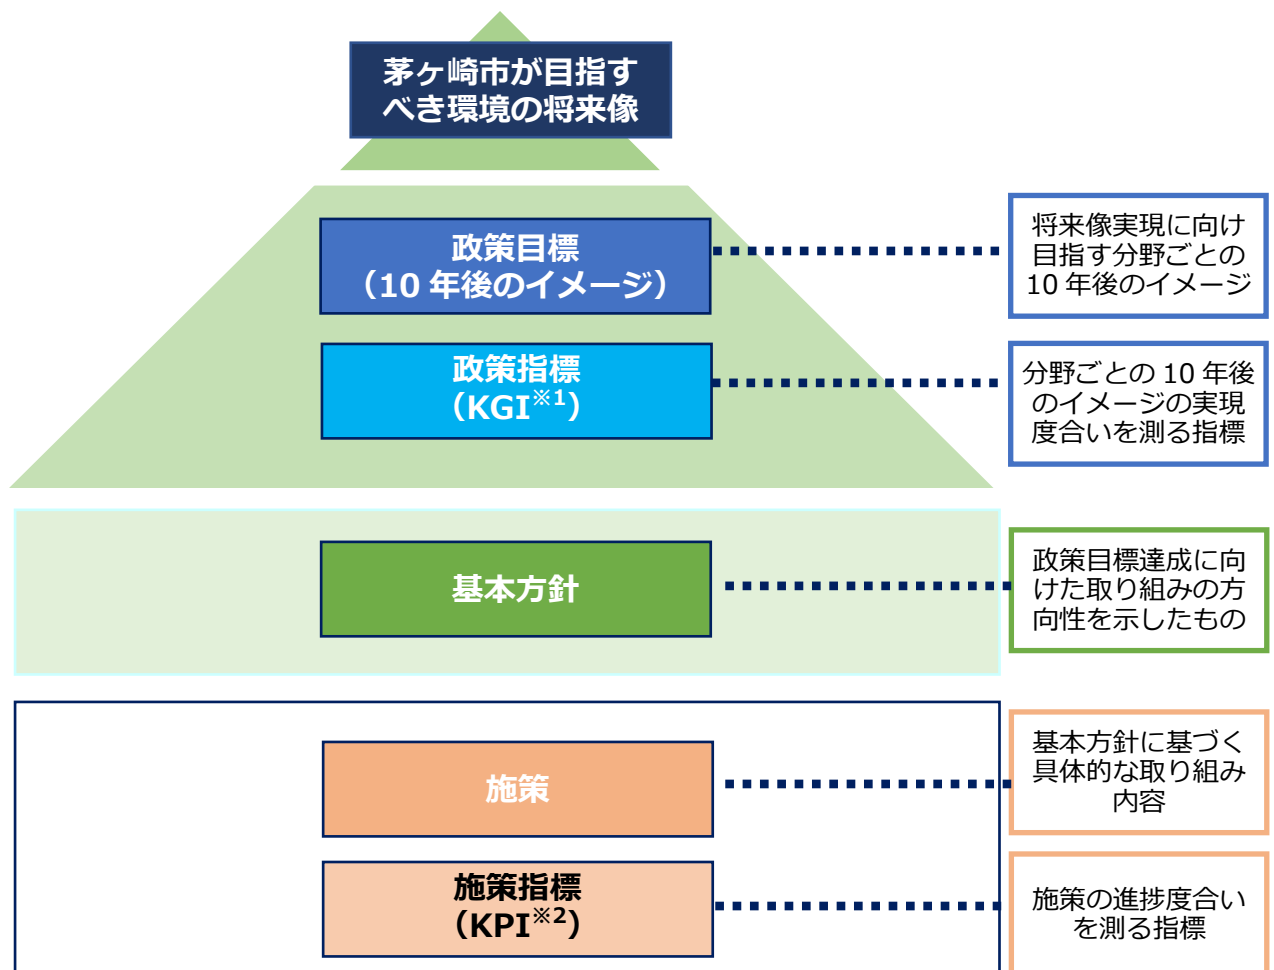 茅ヶ崎市が目指す
べき環境の将来像
政策目標
（10 年後のイメージ）
将来像実現に向け
目指す分野ごとの
10 年後のイメージ
政策指標
（KGI※1）
分野ごとの 10 年後
のイメージの実現
度合いを測る指標
基本方針
政策目標達成に向
けた取り組みの方
向性を示したもの
施策
基本方針に基づく
具体的な取り組み
内容
施策指標
（KPI※2）
施策の進捗度合い
を測る指標